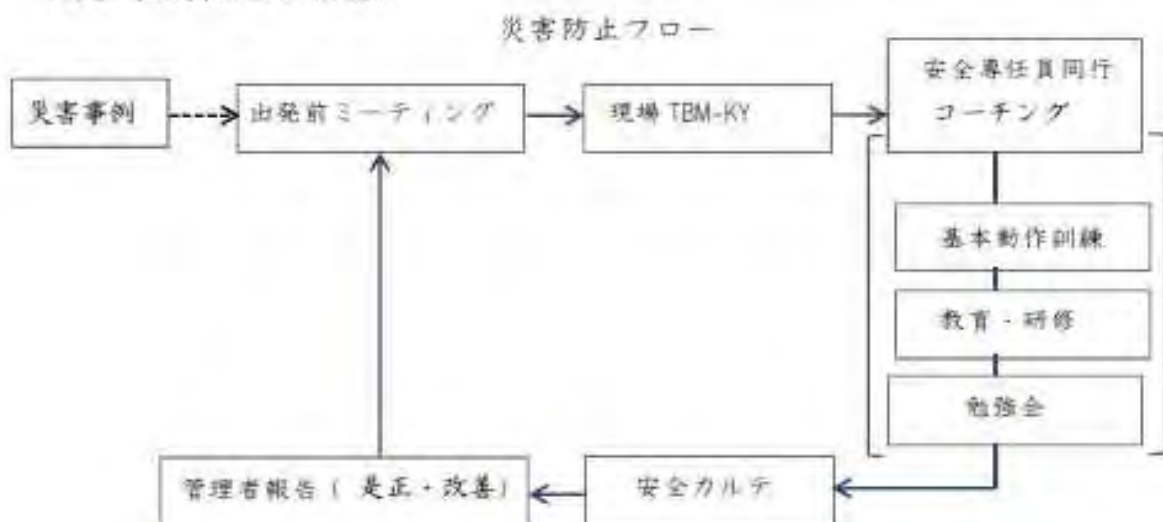 災害防止フロー
災害事例
出発前ミーティング
現場TBM-KY
安全専任員同行
コーチング
基本動作訓練
教育・研修
勉強会
安全カルテ
管理者報告( 是正・改善)